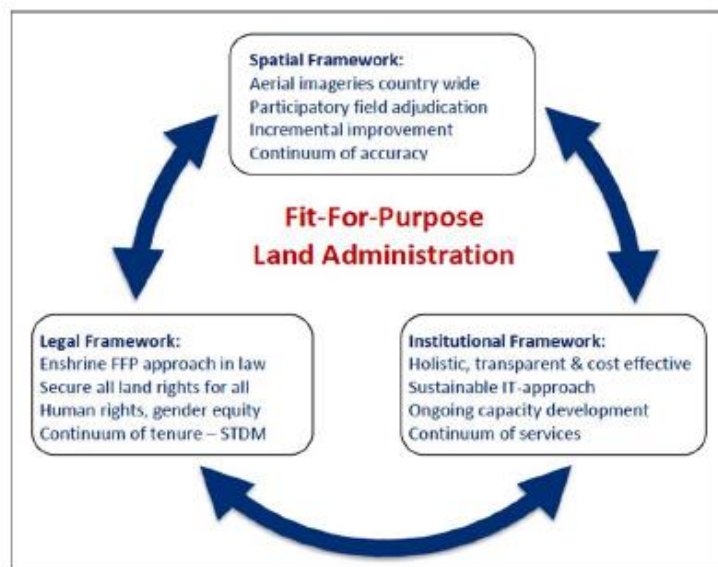 Spatial Framework:
Aerial imageries country wide
Participatory field adjudication
Incremental improvement
Continuum of accuracy
Fit-For-Purpose
Land Administration
Legal Framework:
Enshrine FFP approach in law
Secure all land rights for all
Human rights, gender equity
Continuum of tenure – STDM
Institutional Framework:
Holistic, transparent & cost effective
Sustainable IT-approach
Ongoing capacity development
Continuum of services